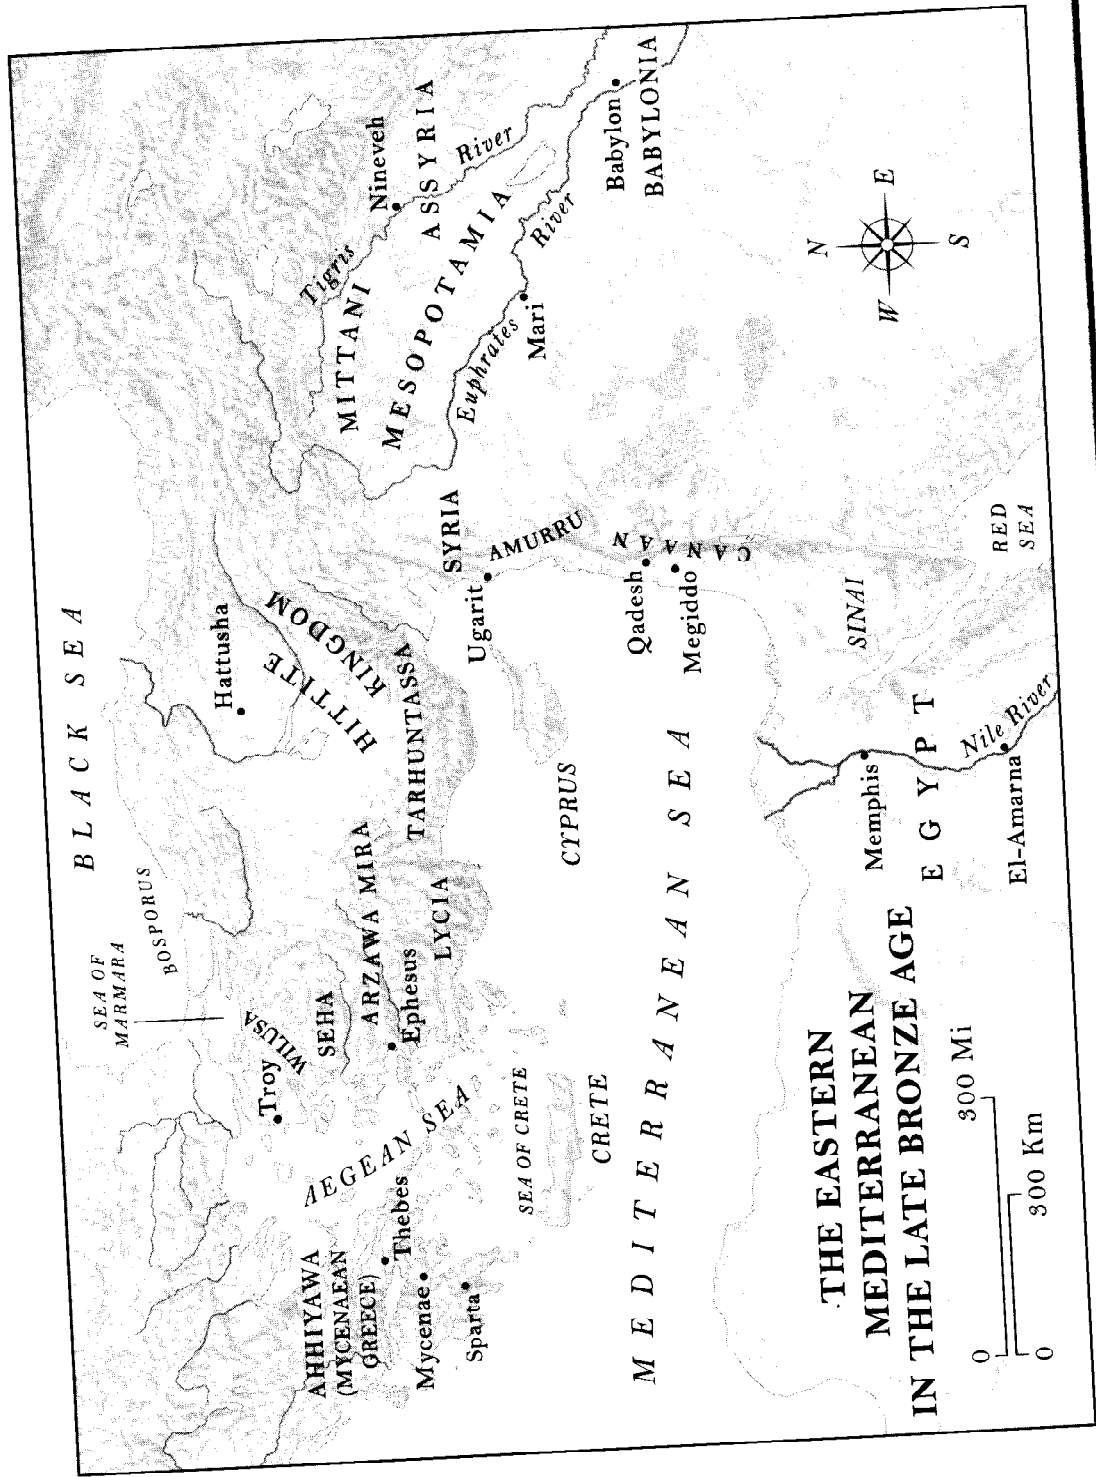 BLACK SEA
SEA OF
MARMARA
BOSPORUS
Hattusha
HITTITE
KINGDOM
Troy
WILUSA
SEHA
ARZAWA MIRA
TARHUNTASSA
Ephesus
LYCIA
AEGEAN SEA
AHHIYAWA
(MYCENAEAN
GREECE)
Thebes
Mycenae
Sparta
SEA OF CRETE
CRETE
CYPRUS
MEDITERRANEAN SEA
MITTANI
Tigris
River
Nineveh
ASSYRIA
MESOPOTAMIA
Euphrates
River
Mari
Babylon
BABYLONIA
SYRIA
Ugarit
AMURRU
Qadesh
CANAAN
Megiddo
SINAI
RED
SEA
Memphis
EGYPT
Nile River
El-Amarna
N
W
E
S
THE EASTERN
MEDITERRANEAN
IN THE LATE BRONZE AGE
0
300 Mi
0
300 Km